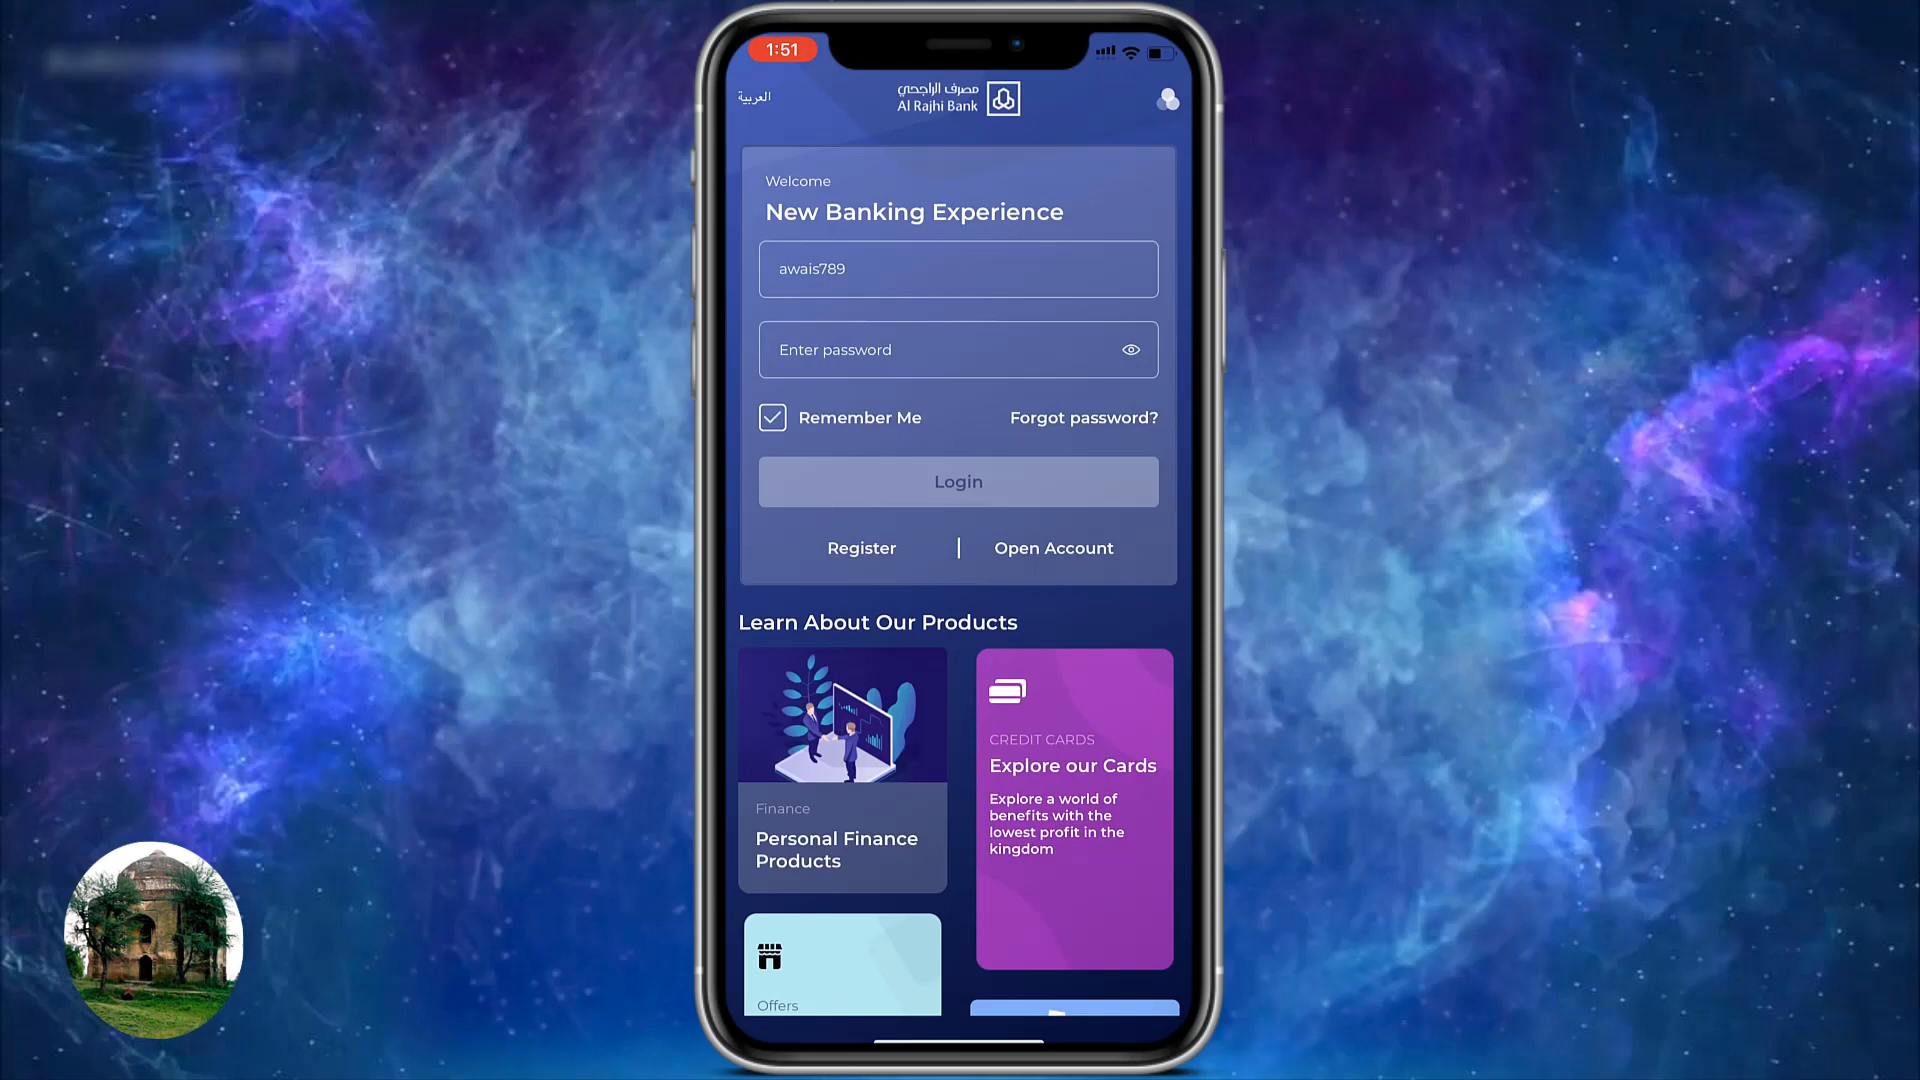 1:51
العربية
مصرف الراجحي
Al Rajhi Bank
Welcome
New Banking Experience
awais789
Enter password
Remember Me
Forgot password?
Login
Register | Open Account
Learn About Our Products
Finance
Personal Finance
Products
CREDIT CARDS
Explore our Cards
Explore a world of
benefits with the
lowest profit in the
kingdom
Offers